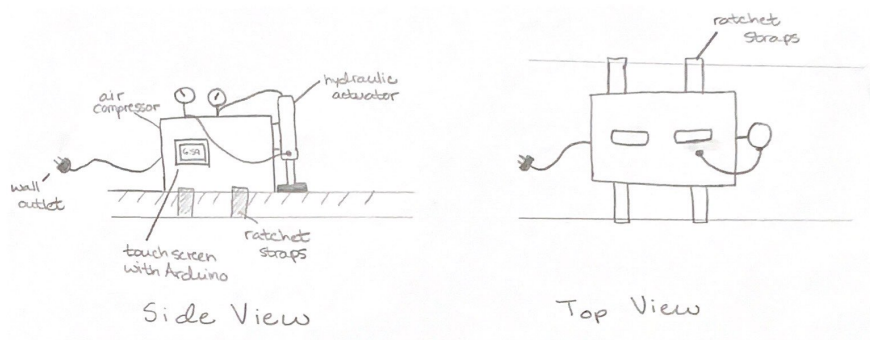 ratchet
straps
hydraulic
actuator
air
compressor
wall
outlet
ratchet
straps
touch screen
with Arduino
Side View
Top View